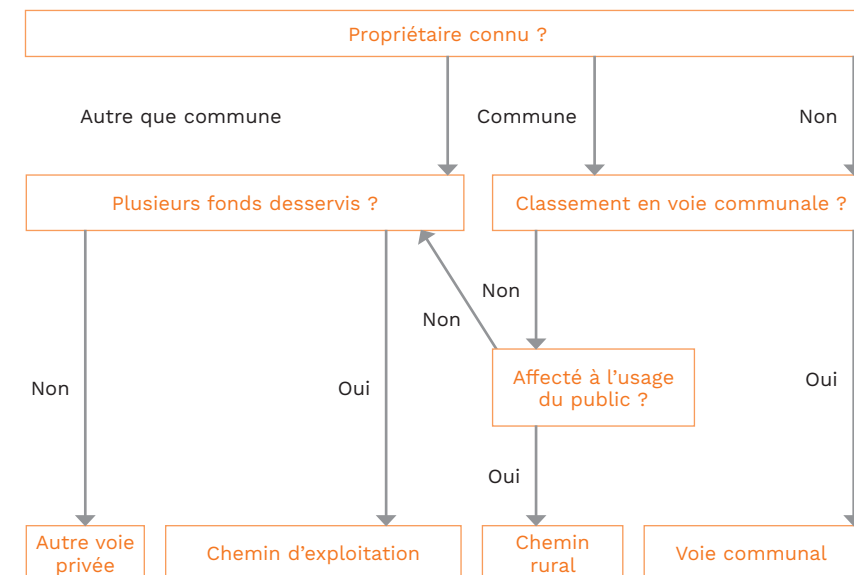 Propriétaire connu ?
Autre que commune
Commune
Non
Plusieurs fonds desservis ?
Classement en voie communale ?
Non
Non
Affecté à l’usage
du public ?
Non
Oui
Oui
Oui
Autre voie
privée
Chemin d’exploitation
Chemin
rural
Voie communal